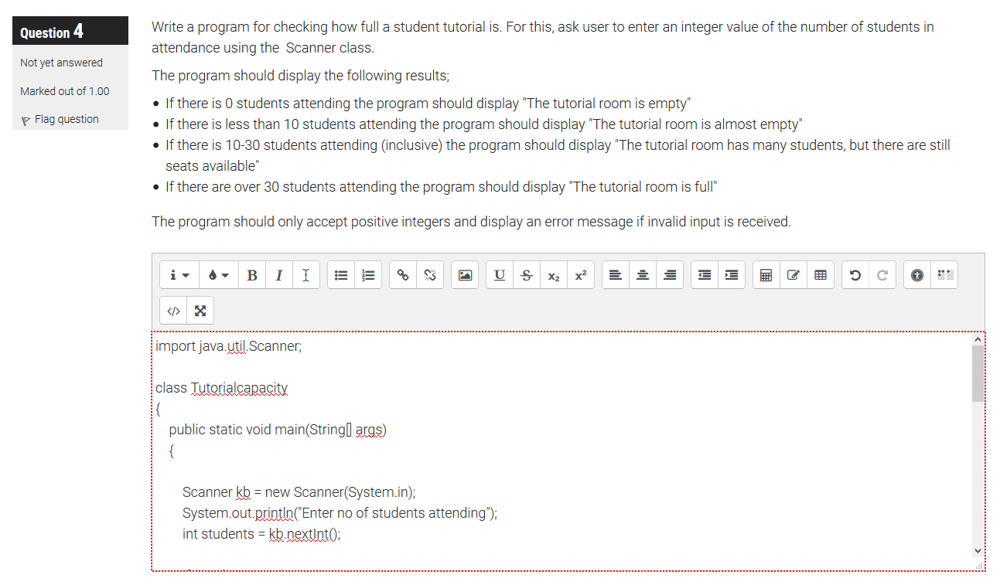 Question 4
Not yet answered
Marked out of 1.00
Flag question
Write a program for checking how full a student tutorial is. For this, ask user to enter an integer value of the number of students in
attendance using the  Scanner class.
The program should display the following results;
• If there is 0 students attending the program should display "The tutorial room is empty"
• If there is less than 10 students attending the program should display "The tutorial room is almost empty"
• If there is 10-30 students attending (inclusive) the program should display "The tutorial room has many students, but there are still
seats available"
• If there are over 30 students attending the program should display "The tutorial room is full"
The program should only accept positive integers and display an error message if invalid input is received.
import java.util.Scanner;
class Tutorialcapacity
{
public static void main(String[] args)
{
Scanner kb = new Scanner(System.in);
System.out.println("Enter no of students attending");
int students = kb.nextInt();